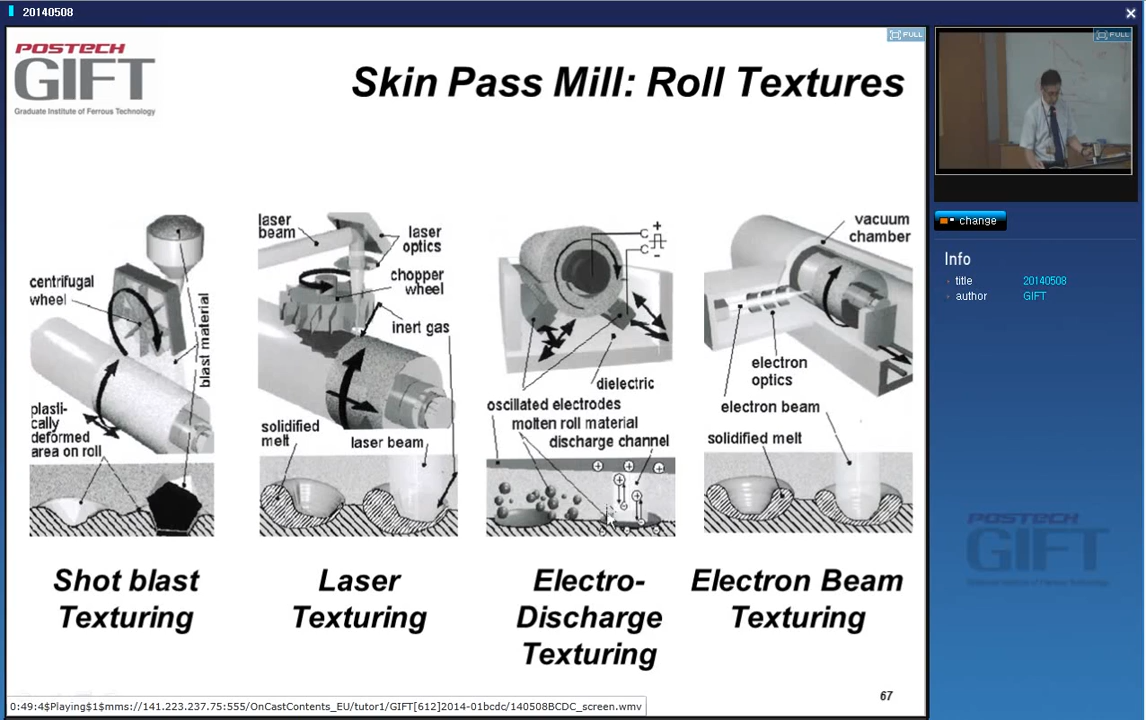 20140508
FULL
FULL
POSTECH
GIFT
Graduate Institute of Ferrous Technology
Skin Pass Mill: Roll Textures
centrifugal
wheel
blast material
plasti-
cally
deformed
area on roll
laser
beam
laser
optics
chopper
wheel
inert gas
solidified
melt
laser beam
+
-
dielectric
oscillated electrodes
molten roll material
discharge channel
vacuum
chamber
electron
optics
electron beam
solidified melt
Shot blast
Texturing
Laser
Texturing
Electro-
Discharge
Texturing
Electron Beam
Texturing
67
0:49:4$Playing$1$mms://141.223.237.75:555/OnCastContents_EU/tutor1/GIFT[612]2014-01bcdc/140508BCDC_screen.wmv
change
Info
title 20140508
author GIFT
POSTECH
GIFT